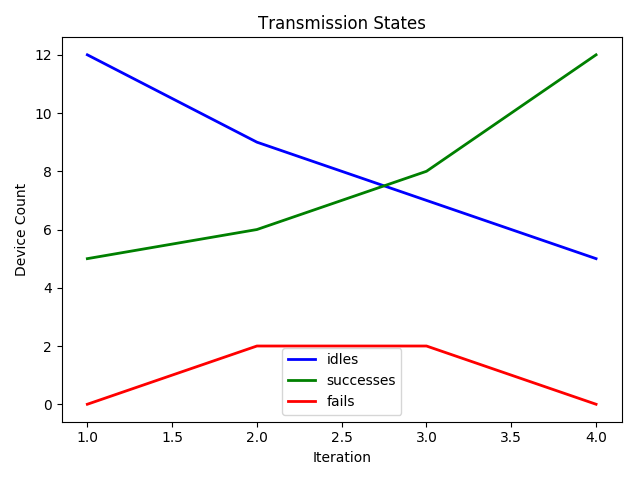 Transmission States
Device Count
12
10
8
6
4
2
0
idles
successes
fails
1.0 1.5 2.0 2.5 3.0 3.5 4.0
Iteration